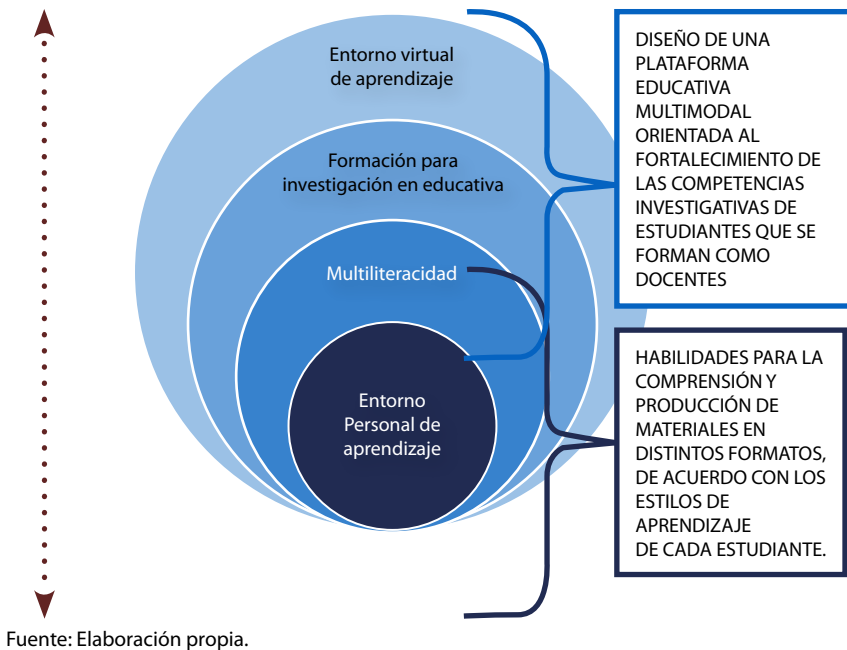 Entorno virtual
de aprendizaje
Formación para
investigación en educativa
Multiliteracidad
Entorno
Personal de
aprendizaje
DISEÑO DE UNA
PLATAFORMA
EDUCATIVA
MULTIMODAL
ORIENTADA AL
FORTALECIMIENTO DE
LAS COMPETENCIAS
INVESTIGATIVAS DE
ESTUDIANTES QUE SE
FORMAN COMO
DOCENTES
HABILIDADES PARA LA
COMPRENSIÓN Y
PRODUCCIÓN DE
MATERIALES EN
DISTINTOS FORMATOS,
DE ACUERDO CON LOS
ESTILOS DE
APRENDIZAJE
DE CADA ESTUDIANTE.
Fuente: Elaboración propia.